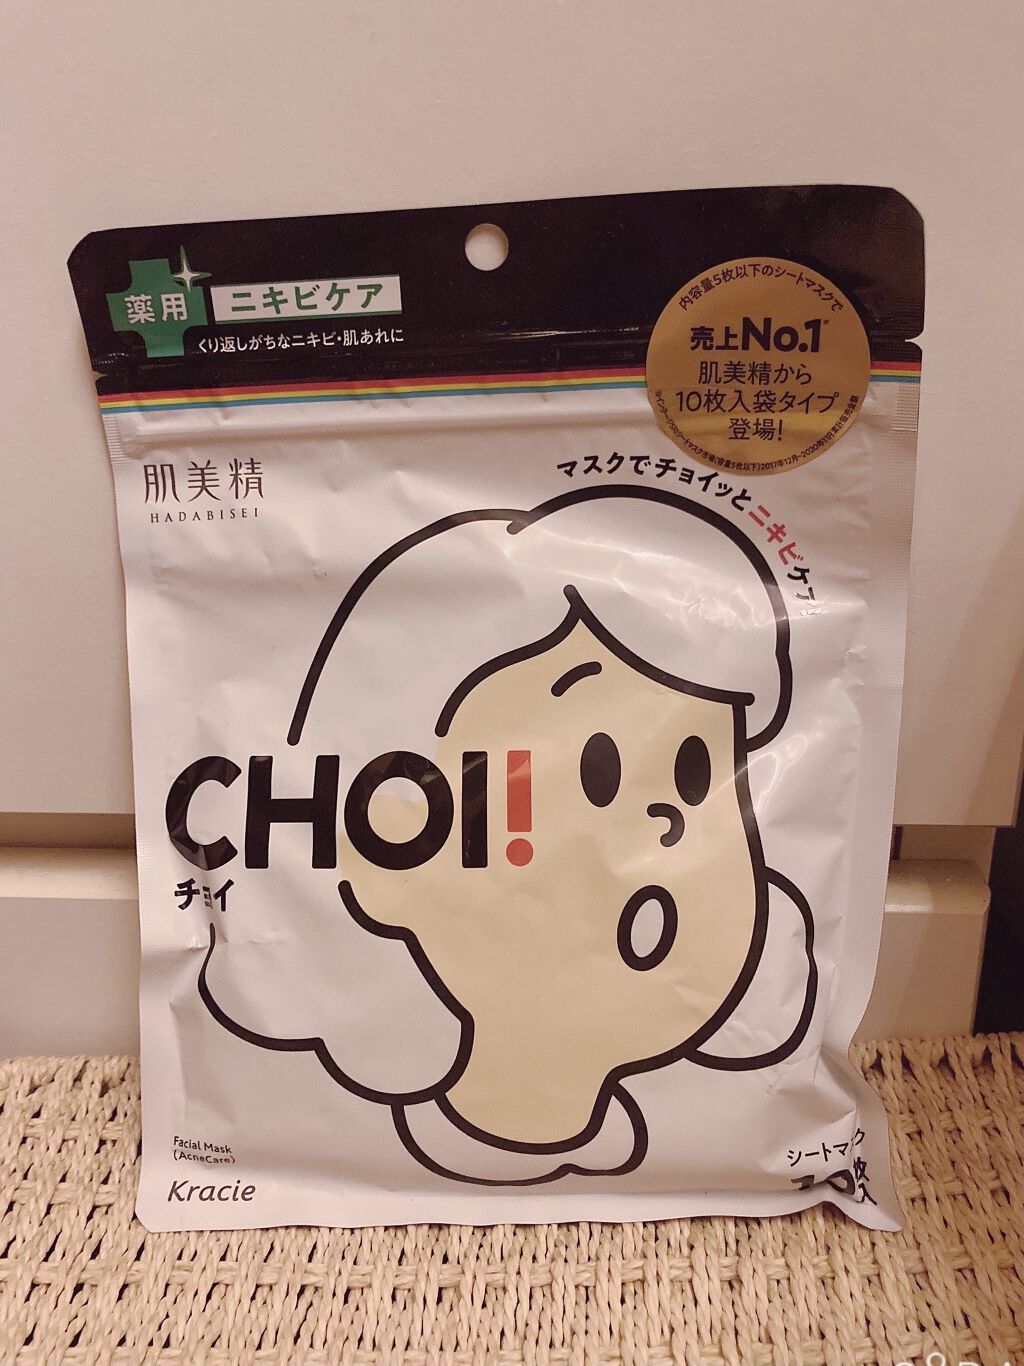 薬用
ニキビケア
くり返しがちなニキビ・肌あれに
内容量5枚以下のシートマスクで
売上No.1※
肌美精から
10枚入袋タイプ
登場!
肌美精
HADABISEI
マスクでチョイッとニキビケア!
CHOI!
チョイ
Facial Mask
(AcneCare)
Kracie
シートマスク
10枚入